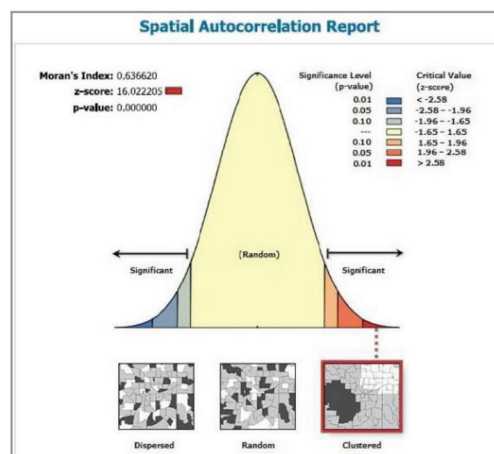 Spatial Autocorrelation Report
Moran's Index: 0.636620
z-score: 16.022205
p-value: 0.000000
Significance Level
(p-value)
Critical Value
(z-score)
0.01 < -2.58
0.05 -2.58 – -1.96
0.10 -1.96 – -1.65
--- -1.65 – 1.65
0.10 1.65 – 1.96
0.05 1.96 – 2.58
0.01 > 2.58
(Random)
Significant
Significant
Dispersed
Random
Clustered